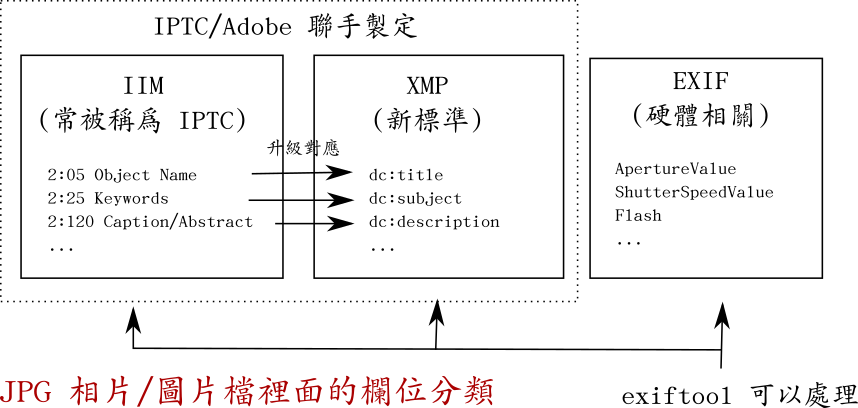 IPTC/Adobe 聯手製定
IIM
(常被稱爲 IPTC)
2:05 Object Name
2:25 Keywords
2:120 Caption/Abstract
...
升級對應
XMP
(新標準)
dc:title
dc:subject
dc:description
...
EXIF
(硬體相關)
ApertureValue
ShutterSpeedValue
Flash
...
JPG 相片/圖片檔裡面的欄位分類
exiftool 可以處理